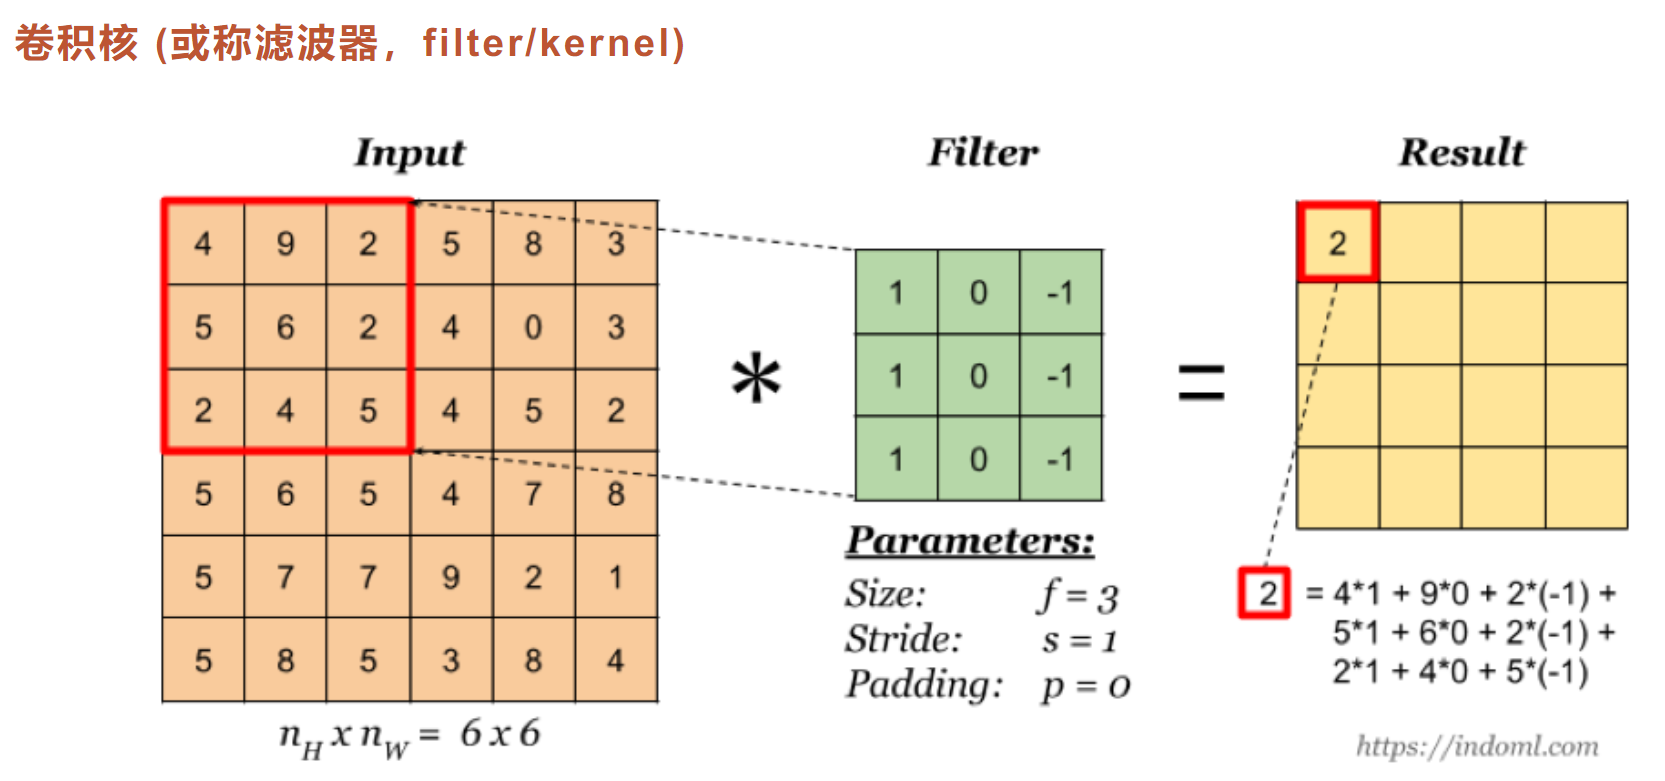 卷积核 (或称滤波器，filter/kernel)
Input
Filter
Result
4 9 2 5 8 3
5 6 2 4 0 3
2 4 5 4 5 2
5 6 5 4 7 8
5 7 7 9 2 1
5 8 5 3 8 4
n_H x n_W = 6 x 6
*
1 0 -1
1 0 -1
1 0 -1
Parameters:
Size: f = 3
Stride: s = 1
Padding: p = 0
=
2
2 = 4*1 + 9*0 + 2*(-1) +
5*1 + 6*0 + 2*(-1) +
2*1 + 4*0 + 5*(-1)
https://indoml.com